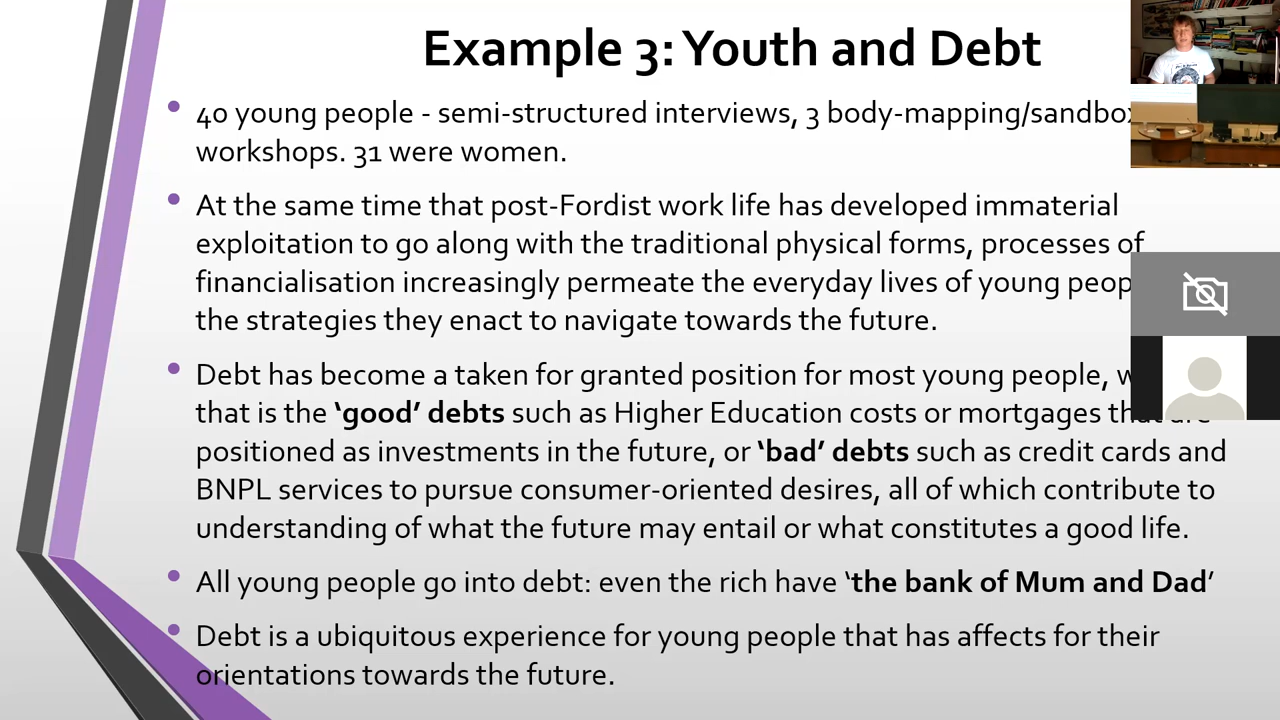 Example 3: Youth and Debt
40 young people - semi-structured interviews, 3 body-mapping/sandbox
workshops. 31 were women.
At the same time that post-Fordist work life has developed immaterial
exploitation to go along with the traditional physical forms, processes of
financialisation increasingly permeate the everyday lives of young
the strategies they enact to navigate towards the future.
Debt has become a taken for granted position for most young people,
that is the ‘good’ debts such as Higher Education costs or mortgages that are
positioned as investments in the future, or ‘bad’ debts such as credit cards and
BNPL services to pursue consumer-oriented desires, all of which contribute to
understanding of what the future may entail or what constitutes a good life.
All young people go into debt: even the rich have ‘the bank of Mum and Dad’
Debt is a ubiquitous experience for young people that has affects for their
orientations towards the future.